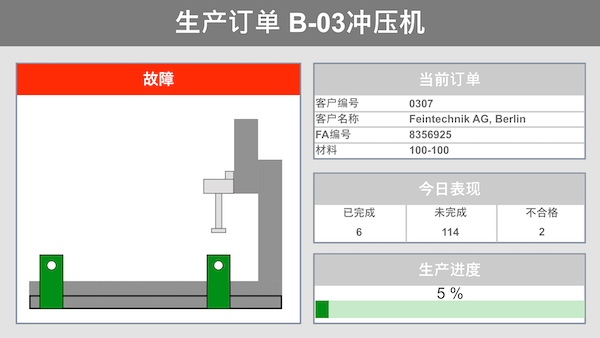 生产订单 B-03冲压机
故障
当前订单
客户编号 0307
客户名称 Feintechnik AG, Berlin
FA编号 8356925
材料 100-100
今日表现
已完成 未完成 不合格
6 114 2
生产进度
5 %